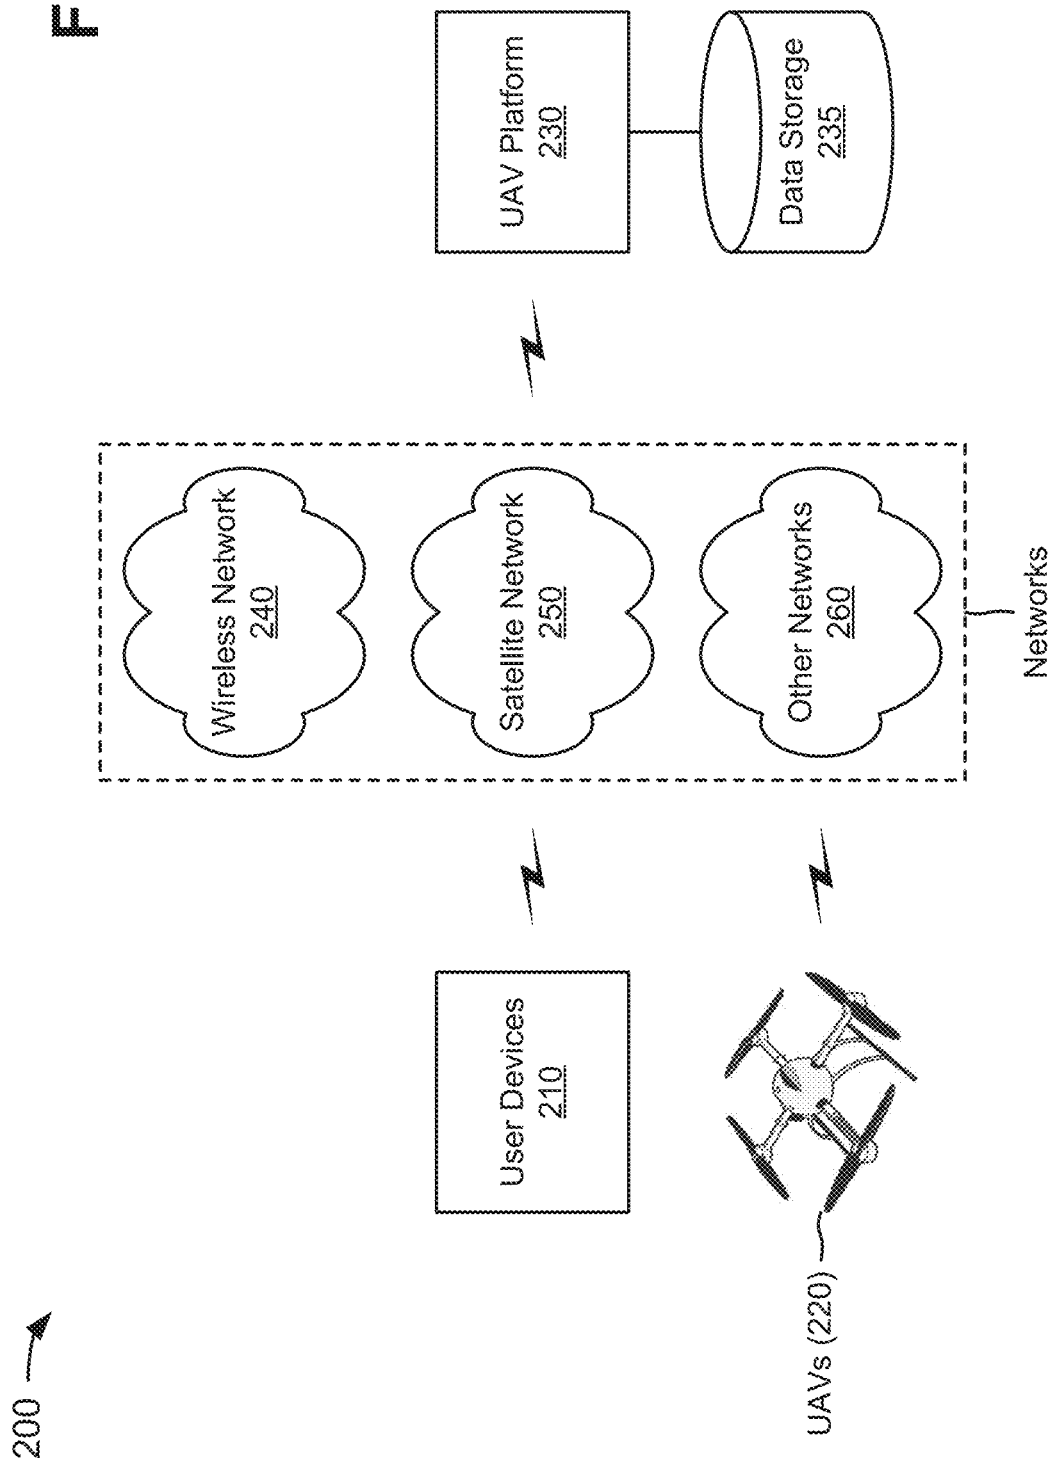 200
F
User Devices
210
UAVs (220)
Wireless Network
240
Satellite Network
250
Other Networks
260
Networks
UAV Platform
230
Data Storage
235